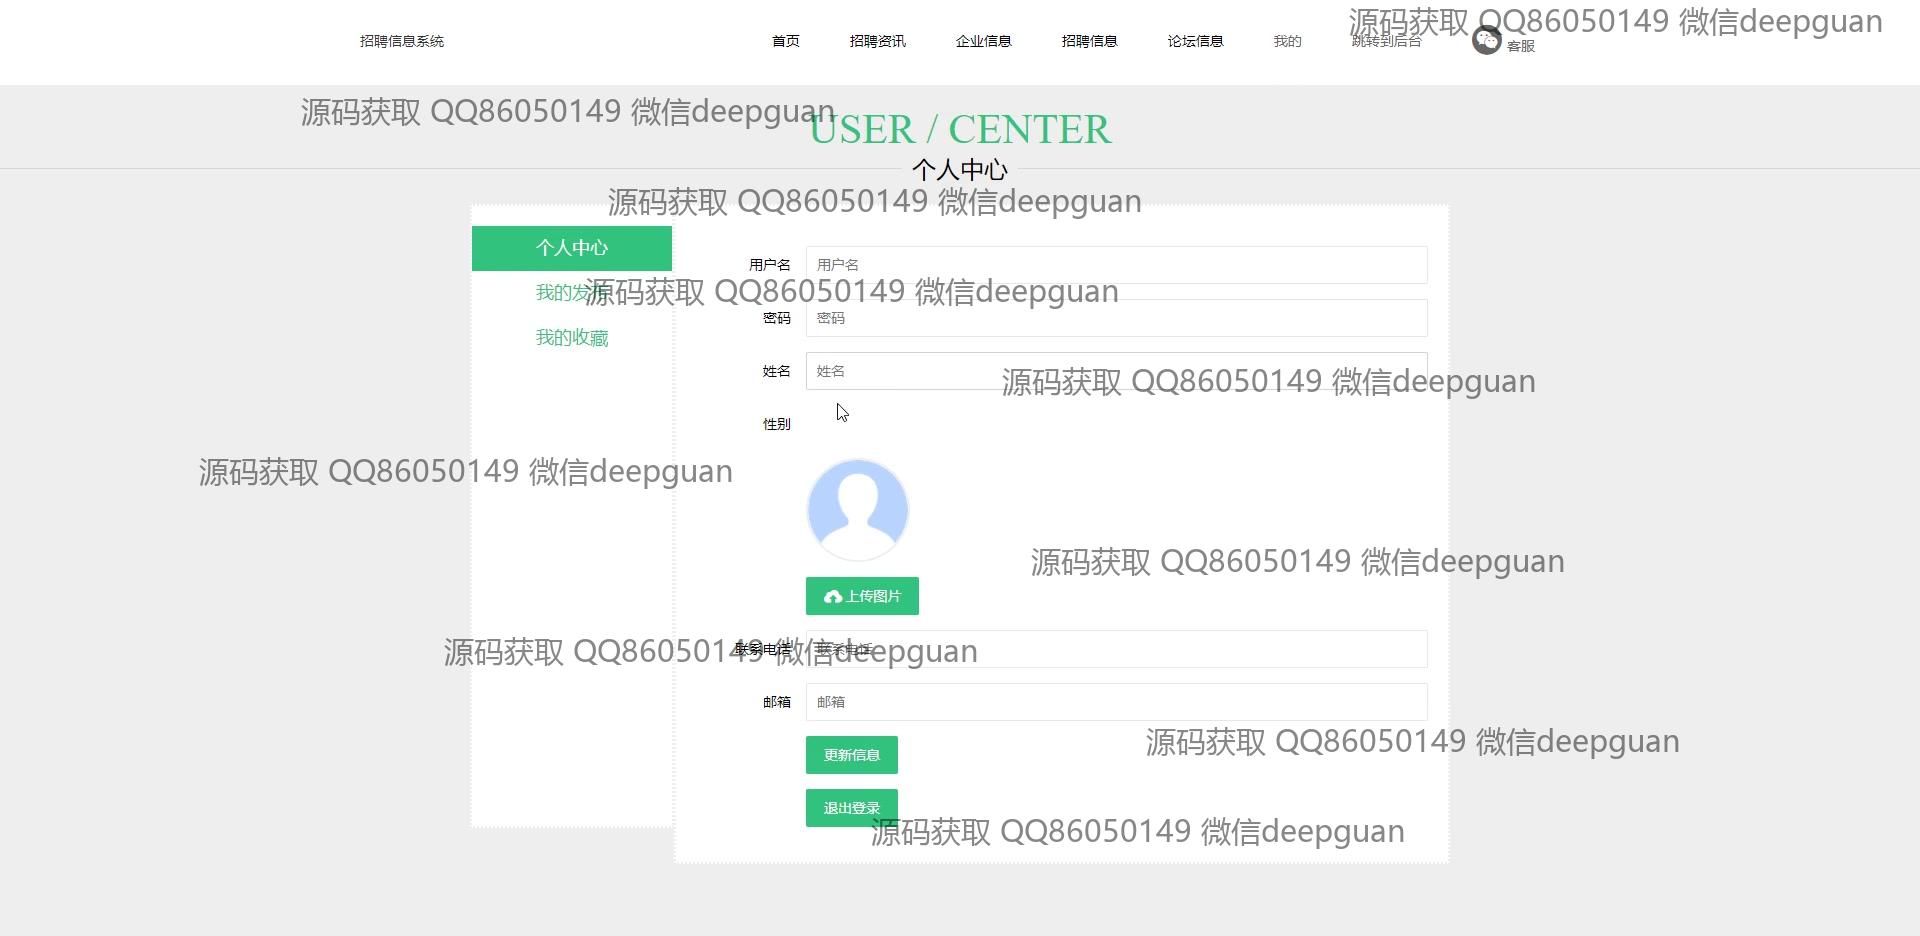 源码获取 QQ86050149 微信deepguan
招聘信息系统
首页
招聘资讯
企业信息
招聘信息
论坛信息
我的
跳转到后台
客服
源码获取 QQ86050149 微信deepguan
USER / CENTER
个人中心
源码获取 QQ86050149 微信deepguan
个人中心
用户名
用户名
我的发布
源码获取 QQ86050149 微信deepguan
密码
密码
我的收藏
姓名
姓名
源码获取 QQ86050149 微信deepguan
性别
源码获取 QQ86050149 微信deepguan
源码获取 QQ86050149 微信deepguan
上传图片
联系电话
联系电话
源码获取 QQ86050149 微信deepguan
邮箱
邮箱
源码获取 QQ86050149 微信deepguan
更新信息
退出登录
源码获取 QQ86050149 微信deepguan